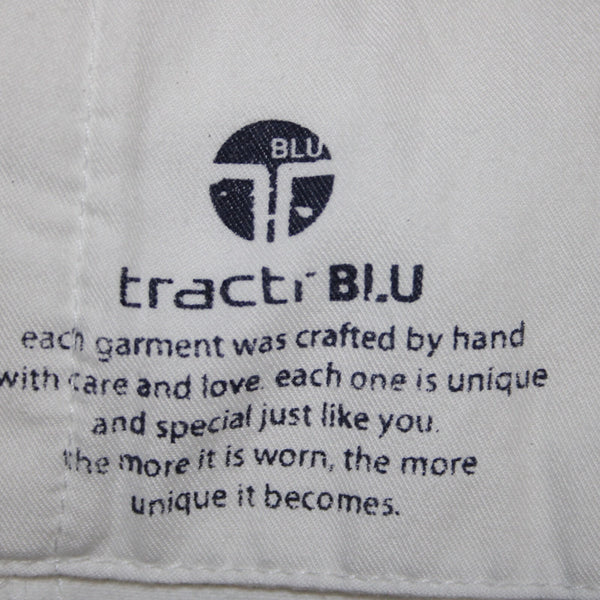 BLU
T
tractr BLU
each garment was crafted by hand
with care and love. each one is unique
and special just like you.
the more it is worn, the more
unique it becomes.